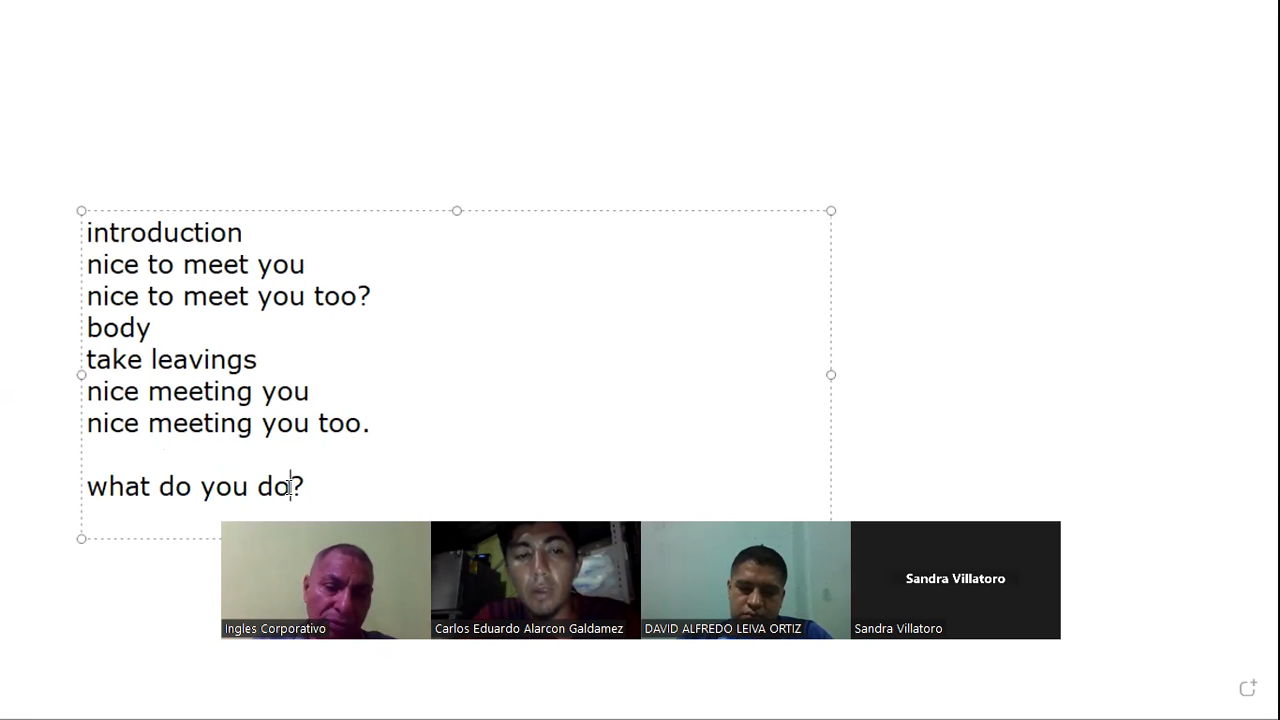 introduction
nice to meet you
nice to meet you too?
body
take leavings
nice meeting you
nice meeting you too.
what do you do?
Sandra Villatoro
Ingles Corporativo
Carlos Eduardo Alarcon Galdamez
DAVID ALFREDO LEIVA ORTIZ
Sandra Villatoro